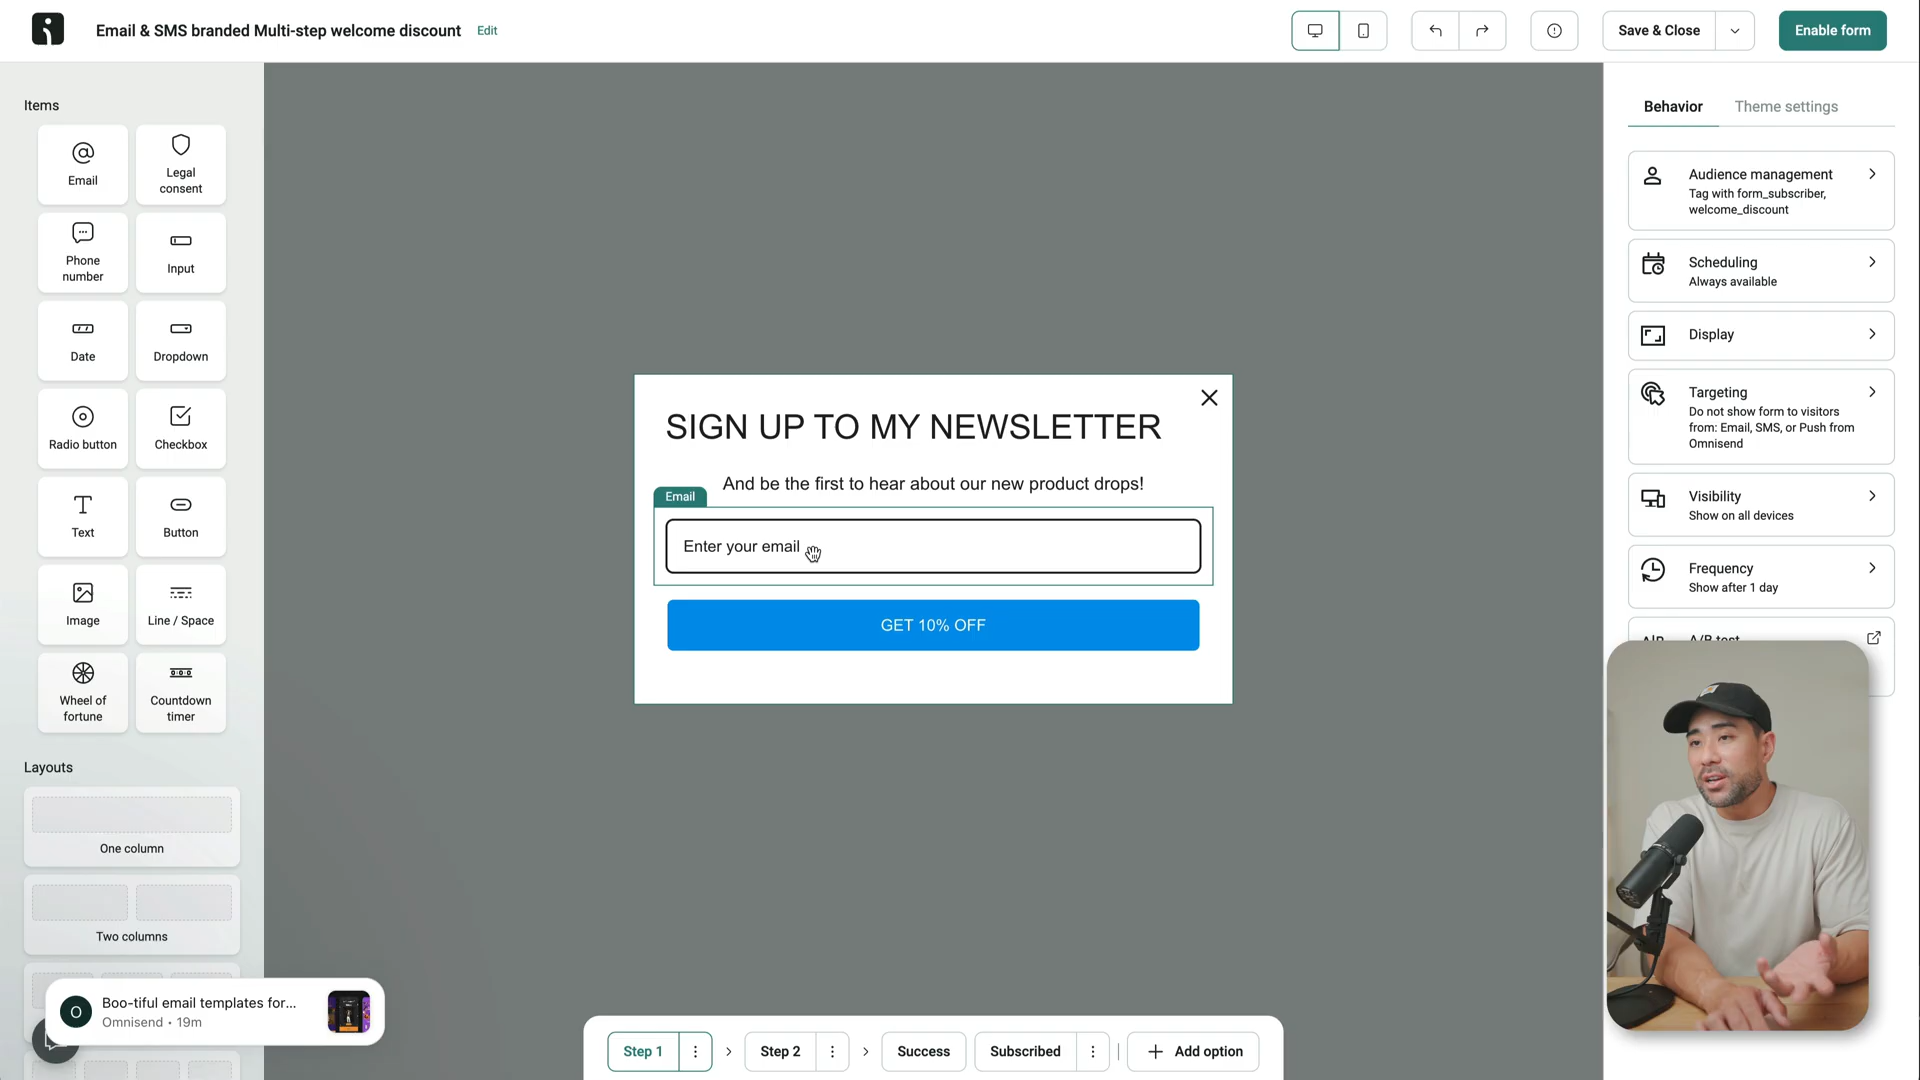 Email & SMS branded Multi-step welcome discount Edit
Save & Close
Enable form
Items
Email
Legal
consent
Phone
number
Input
Date
Dropdown
Radio button
Checkbox
Text
Button
Image
Line / Space
Wheel of
fortune
Countdown
timer
Layouts
One column
Two columns
O
Boo-tiful email templates for...
Omnisend • 19m
SIGN UP TO MY NEWSLETTER
And be the first to hear about our new product drops!
Email
Enter your email
GET 10% OFF
Step 1
Step 2
Success
Subscribed
Add option
Behavior
Theme settings
Audience management
Tag with form_subscriber,
welcome_discount
Scheduling
Always available
Display
Targeting
Do not show form to visitors
from: Email, SMS, or Push from
Omnisend
Visibility
Show on all devices
Frequency
Show after 1 day
A/B test